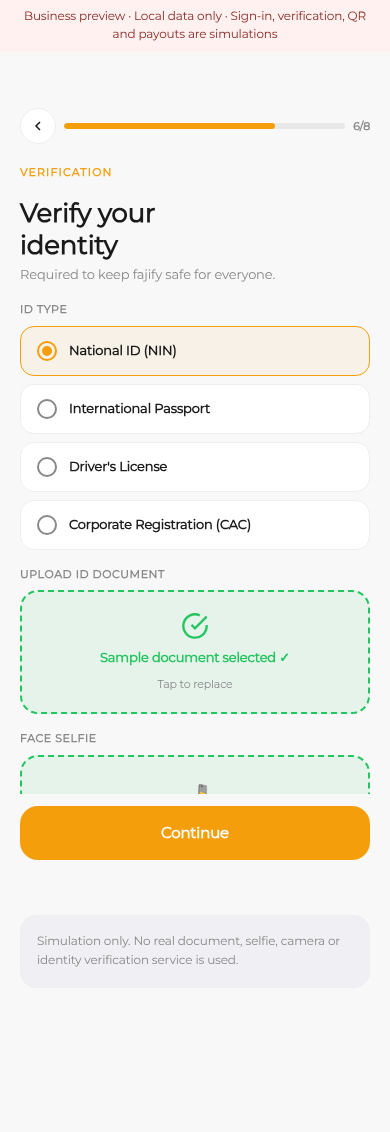 Business preview · Local data only · Sign-in, verification, QR
and payouts are simulations
6/8
VERIFICATION
Verify your
identity
Required to keep fajify safe for everyone.
ID TYPE
National ID (NIN)
International Passport
Driver's License
Corporate Registration (CAC)
UPLOAD ID DOCUMENT
Sample document selected ✓
Tap to replace
FACE SELFIE
Continue
Simulation only. No real document, selfie, camera or
identity verification service is used.